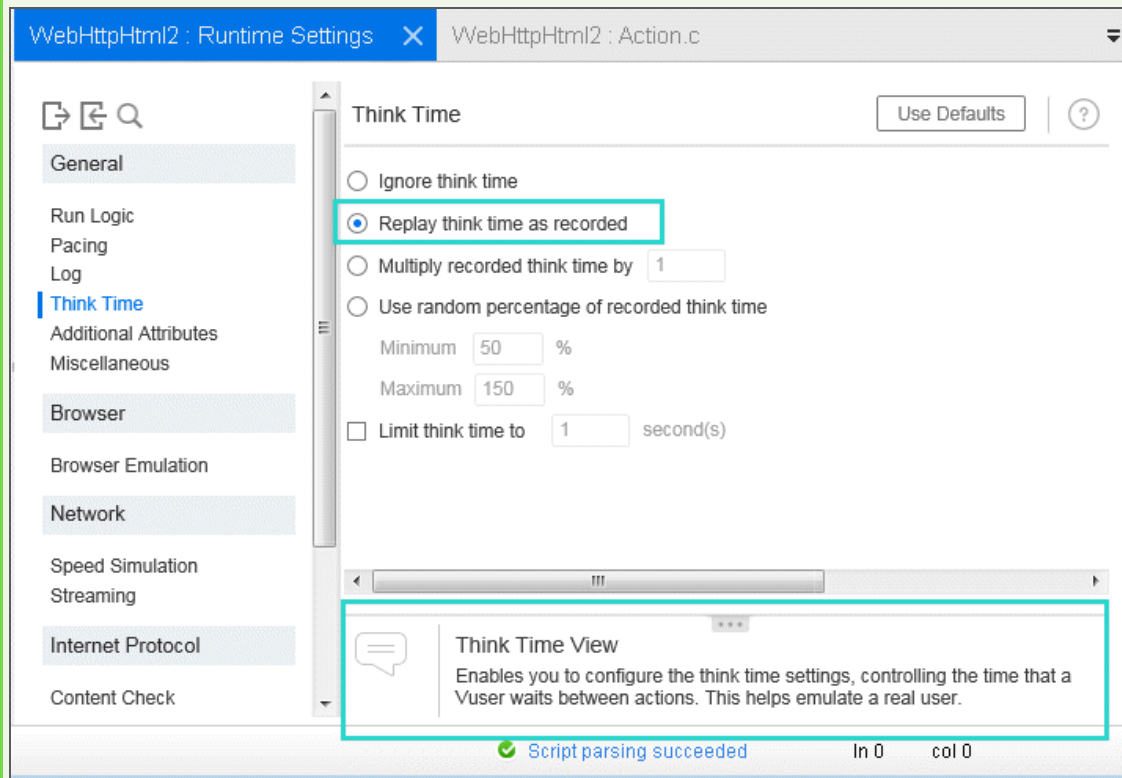 WebHttpHtml2 : Runtime Settings
WebHttpHtml2 : Action.c
General
Run Logic
Pacing
Log
Think Time
Additional Attributes
Miscellaneous
Browser
Browser Emulation
Network
Speed Simulation
Streaming
Internet Protocol
Content Check
Think Time
Use Defaults
?
Ignore think time
Replay think time as recorded
Multiply recorded think time by 1
Use random percentage of recorded think time
Minimum 50 %
Maximum 150 %
Limit think time to 1 second(s)
Think Time View
Enables you to configure the think time settings, controlling the time that a
Vuser waits between actions. This helps emulate a real user.
Script parsing succeeded
ln 0 col 0